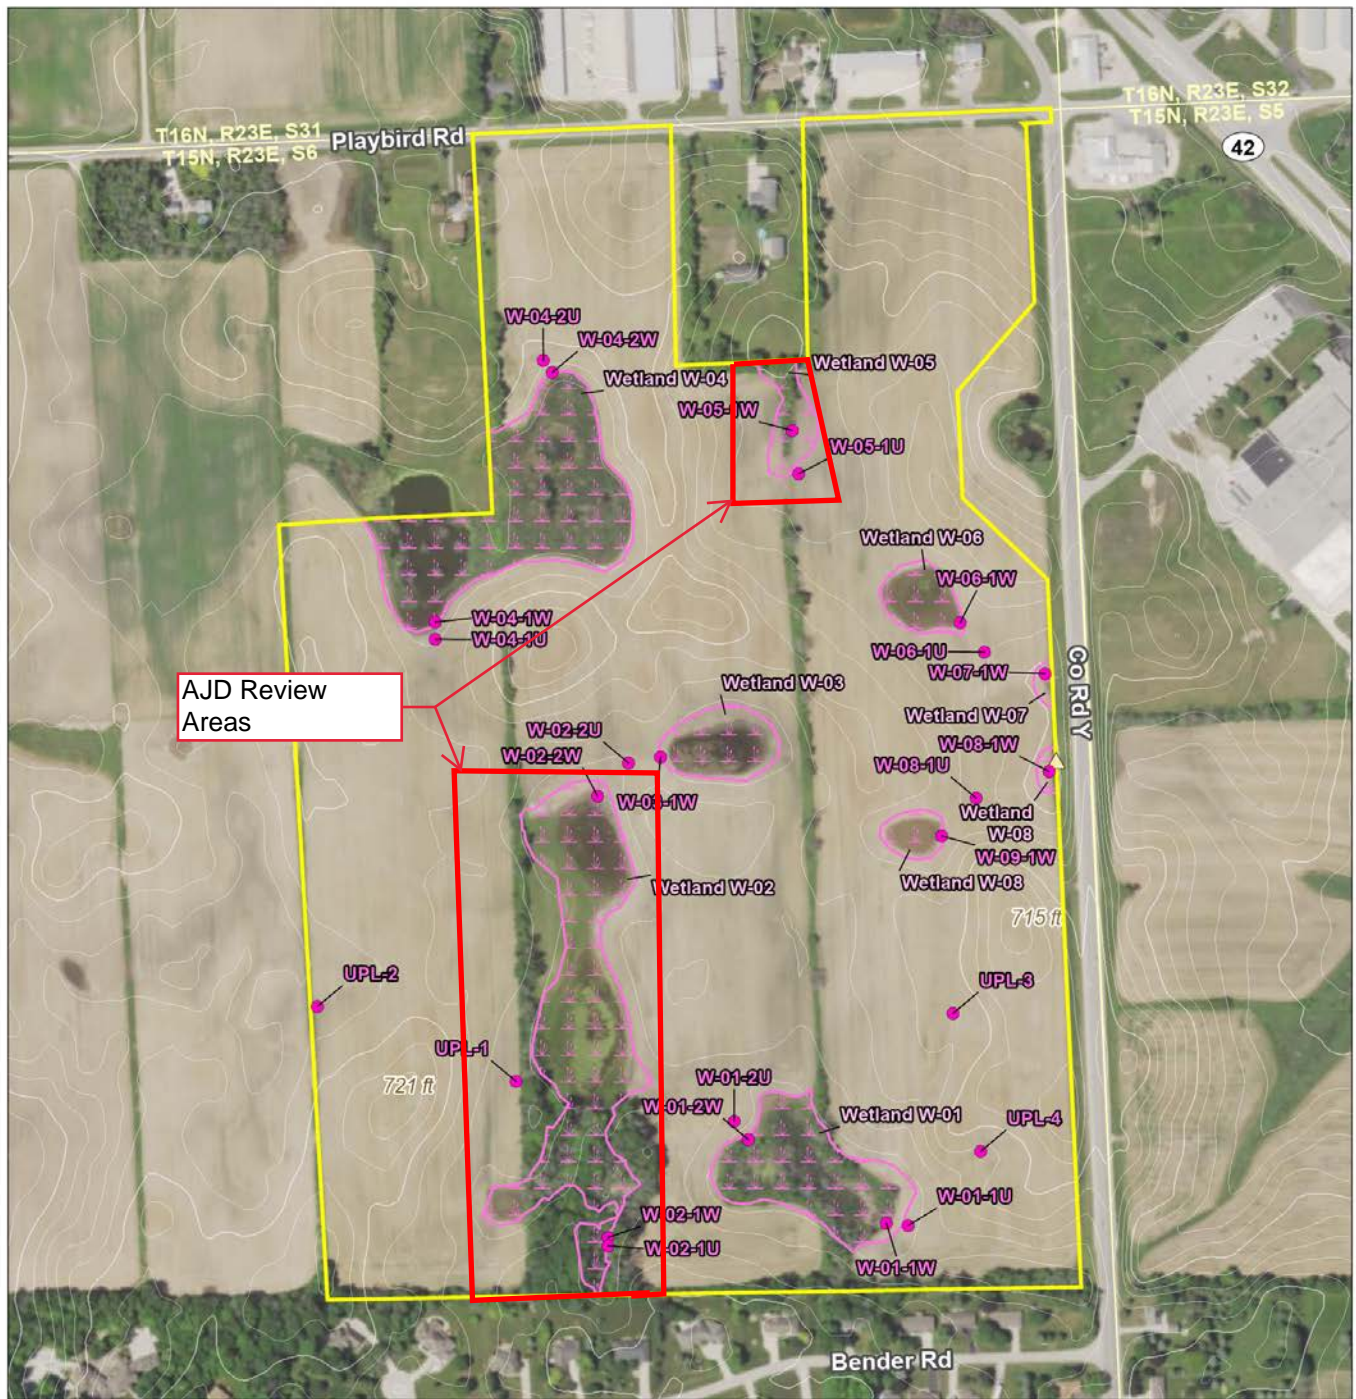 T16N, R23E, S31
T15N, R23E, S6
Playbird Rd
T16N, R23E, S32
T15N, R23E, S5
42
W-04-2U
W-04-2W
Wetland W-04
Wetland W-05
W-05-1W
W-05-1U
Wetland W-06
W-06-1W
W-04-1W
W-04-1U
W-06-1U
W-07-1W
Co Rd Y
AJD Review
Areas
Wetland W-03
Wetland W-07
W-02-2U
W-02-2W
W-08-1W
W-08-1U
W-03-1W
Wetland
W-08
W-09-1W
Wetland W-02
Wetland W-08
715 ft
UPL-2
UPL-3
UPL-1
721 ft
W-01-2U
W-01-2W
Wetland W-01
UPL-4
W-01-1U
W-02-1W
W-02-1U
W-01-1W
Bender Rd